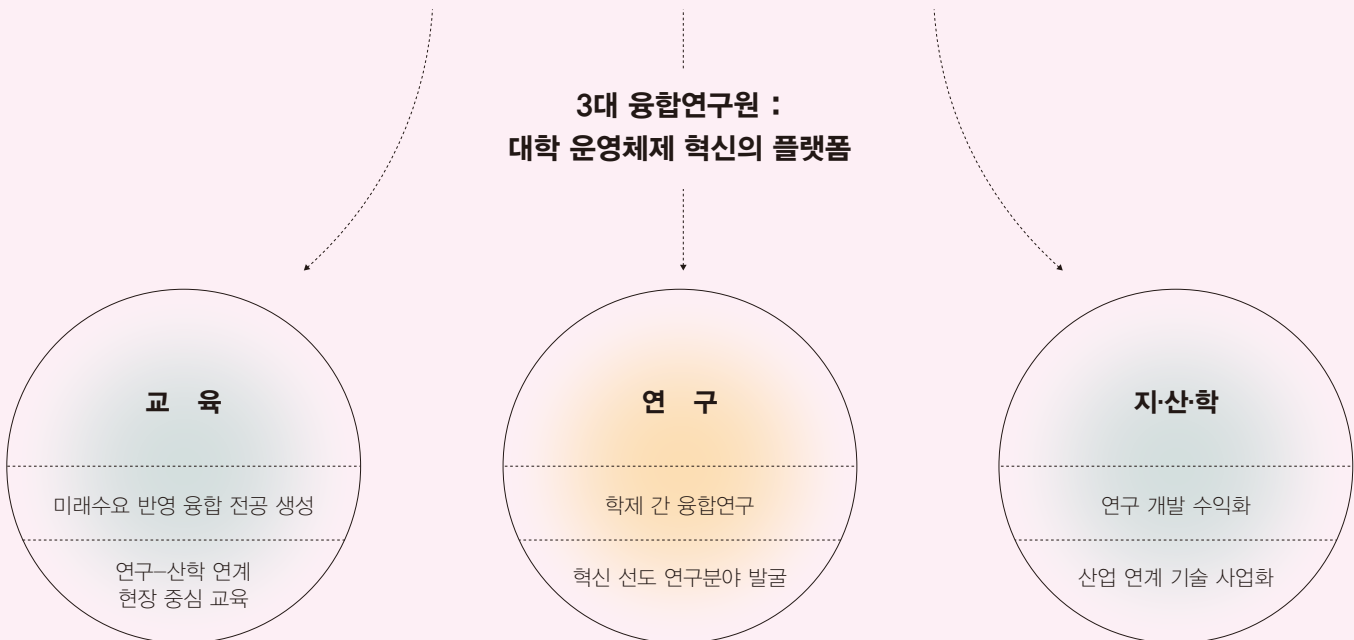 3대 융합연구원 :
대학 운영체제 혁신의 플랫폼
교 육
미래수요 반영 융합 전공 생성
연구–산학 연계
현장 중심 교육
연 구
학제 간 융합연구
혁신 선도 연구분야 발굴
지·산·학
연구 개발 수익화
산업 연계 기술 사업화